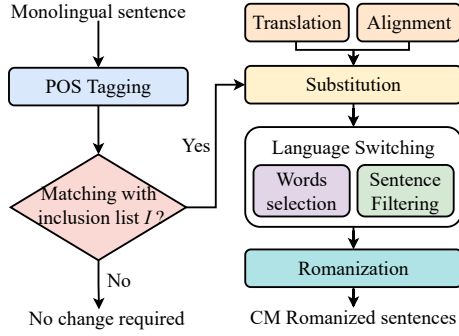 Monolingual sentence
POS Tagging
Matching with
inclusion list I ?
Yes
No
No change required
Translation
Alignment
Substitution
Language Switching
Words
selection
Sentence
Filtering
Romanization
CM Romanized sentences